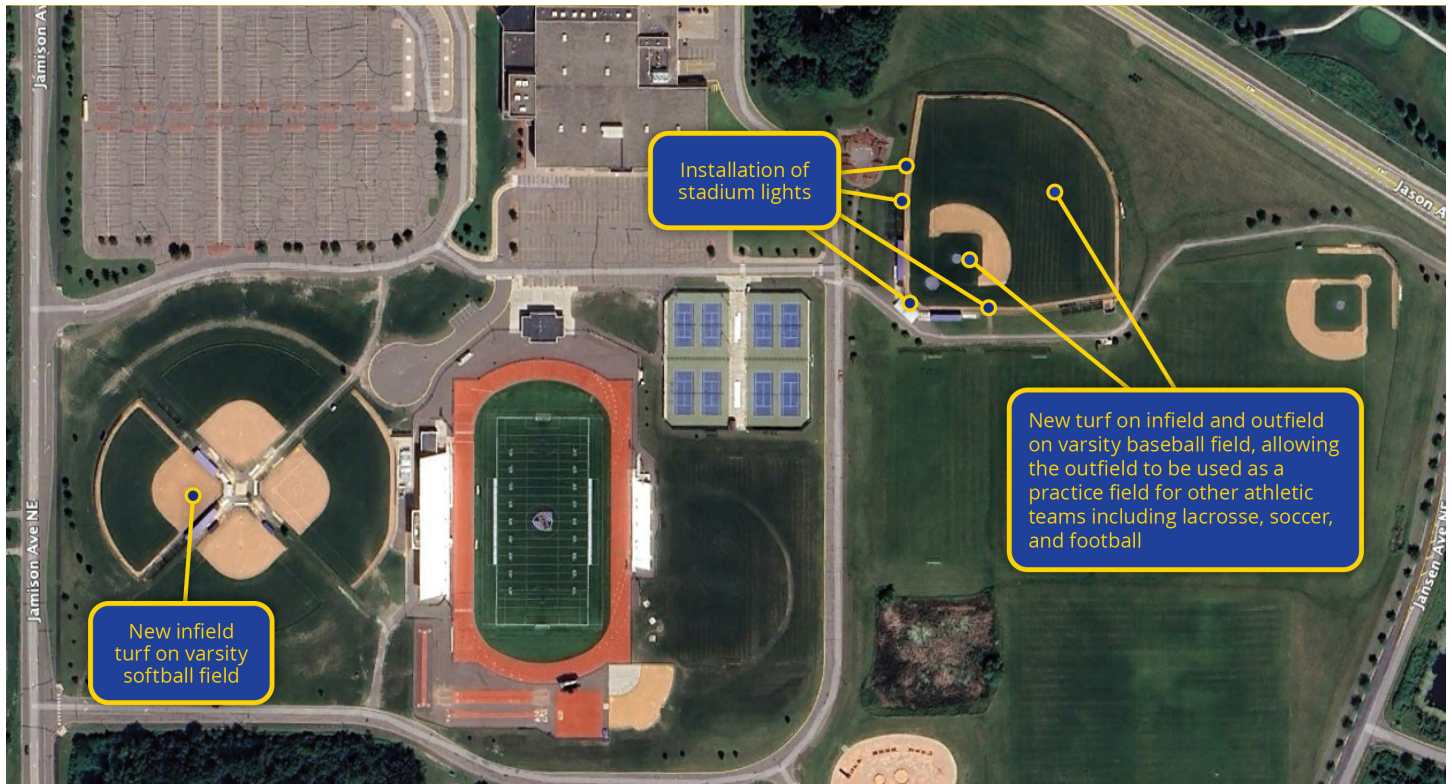 Jamison Av
Installation of
stadium lights
Jason A
New turf on infield and outfield
on varsity baseball field, allowing
the outfield to be used as a
practice field for other athletic
teams including lacrosse, soccer,
and football
Jamison Ave NE
Jansen Ave NE
New infield
turf on varsity
softball field